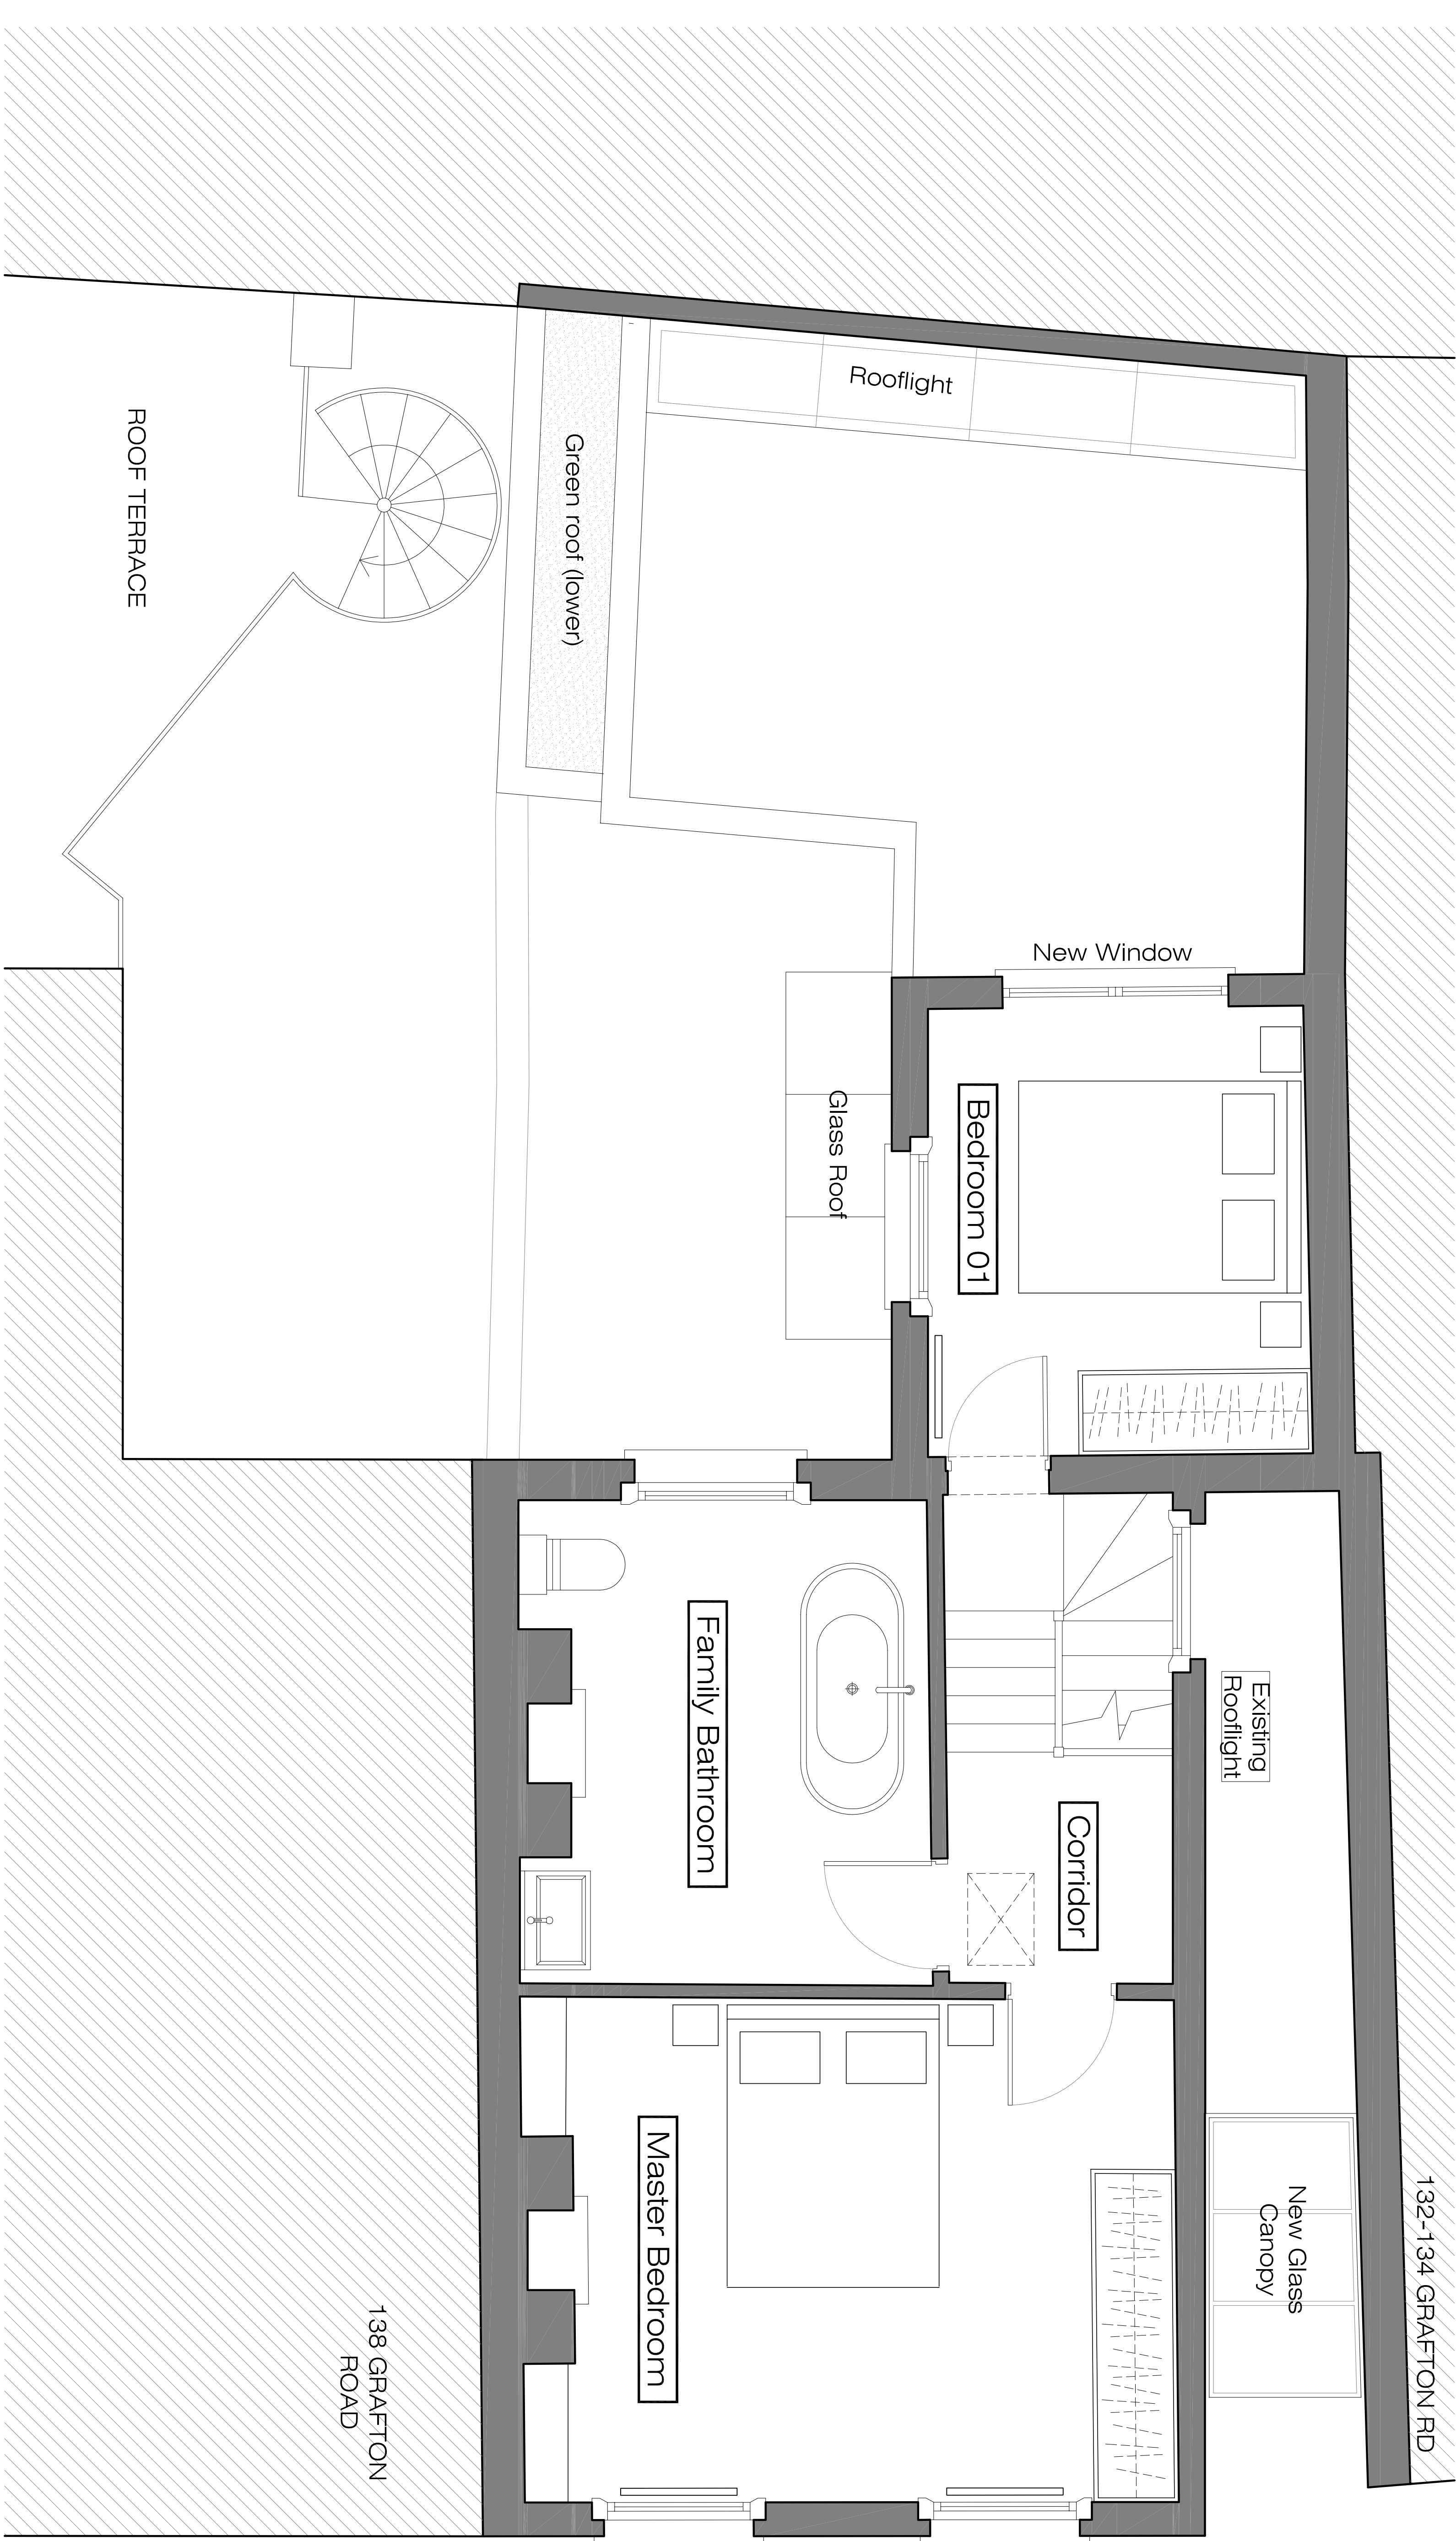 Rooflight
ROOF TERRACE
Green roof (lower)
New Window
Glass Roof
Bedroom 01
Existing
Rooflight
Family Bathroom
Corridor
Master Bedroom
New Glass
Canopy
132-134 GRAFTON RD
138 GRAFTON
ROAD